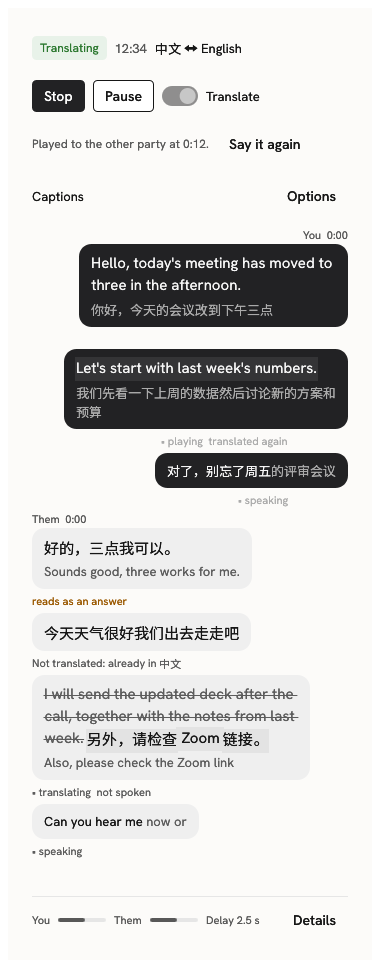 Translating 12:34 中文 ⬌ English
Stop Pause Translate
Played to the other party at 0:12. Say it again
Captions Options
You 0:00
Hello, today's meeting has moved to
three in the afternoon.
你好，今天的会议改到下午三点
Let's start with last week's numbers.
我们先看一下上周的数据然后讨论新的方案和
预算
▪ playing translated again
对了，别忘了周五的评审会议
▪ speaking
Them 0:00
好的，三点我可以。
Sounds good, three works for me.
reads as an answer
今天天气很好我们出去走走吧
Not translated: already in 中文
I will send the updated deck after the
call, together with the notes from last
week. 另外，请检查 Zoom 链接。
Also, please check the Zoom link
▪ translating not spoken
Can you hear me now or
▪ speaking
You Them Delay 2.5 s Details